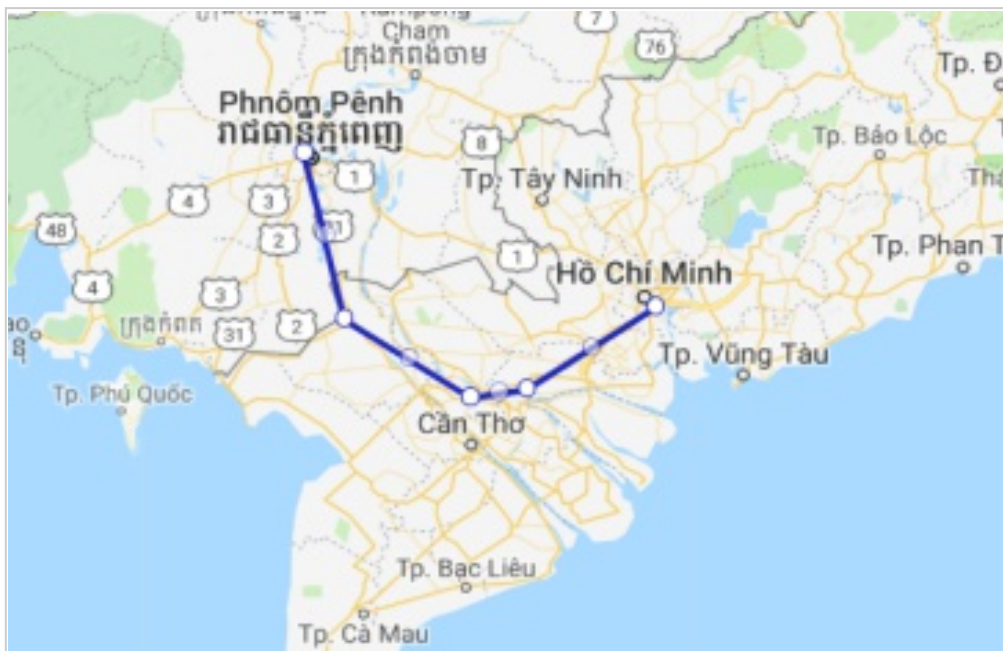 7
Cham
ក្រុងកំពង់ចាម
76
Tp. Đ
Phnôm Pênh
រាជធានីភ្នំពេញ
8
Tp. Bảo Lộc
1
4
3
Tp. Tây Ninh
Thá
48
2
1
Tp. Phan T
4
3
Hồ Chí Minh
ក្រុងកំពត
31
2
Tp. Vũng Tàu
Tp. Phú Quốc
Cần Thơ
Tp. Bạc Liêu
Tp. Cà Mau